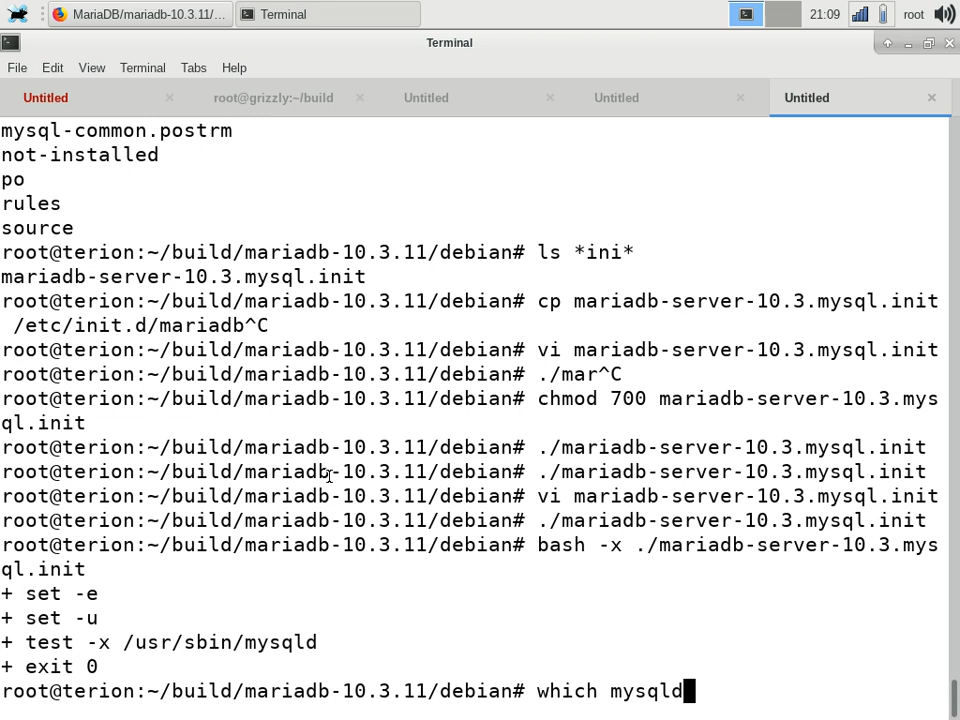 MariaDB/mariadb-10.3.11/...
Terminal
21:09
root
Terminal
File Edit View Terminal Tabs Help
Untitled
root@grizzly:~/build
Untitled
Untitled
Untitled
mysql-common.postrm
not-installed
po
rules
source
root@terion:~/build/mariadb-10.3.11/debian# ls *ini*
mariadb-server-10.3.mysql.init
root@terion:~/build/mariadb-10.3.11/debian# cp mariadb-server-10.3.mysql.init
 /etc/init.d/mariadb^C
root@terion:~/build/mariadb-10.3.11/debian# vi mariadb-server-10.3.mysql.init
root@terion:~/build/mariadb-10.3.11/debian# ./mar^C
root@terion:~/build/mariadb-10.3.11/debian# chmod 700 mariadb-server-10.3.mys
ql.init
root@terion:~/build/mariadb-10.3.11/debian# ./mariadb-server-10.3.mysql.init
root@terion:~/build/mariadb-10.3.11/debian# ./mariadb-server-10.3.mysql.init
root@terion:~/build/mariadb-10.3.11/debian# vi mariadb-server-10.3.mysql.init
root@terion:~/build/mariadb-10.3.11/debian# ./mariadb-server-10.3.mysql.init
root@terion:~/build/mariadb-10.3.11/debian# bash -x ./mariadb-server-10.3.mys
ql.init
+ set -e
+ set -u
+ test -x /usr/sbin/mysqld
+ exit 0
root@terion:~/build/mariadb-10.3.11/debian# which mysqld